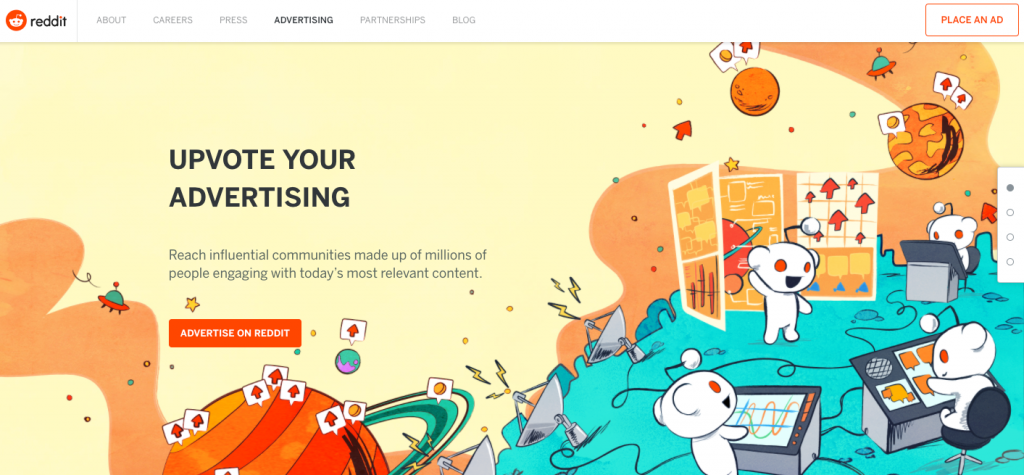 reddit
ABOUT
CAREERS
PRESS
ADVERTISING
PARTNERSHIPS
BLOG
PLACE AN AD
UPVOTE YOUR
ADVERTISING
Reach influential communities made up of millions of
people engaging with today's most relevant content.
ADVERTISE ON REDDIT